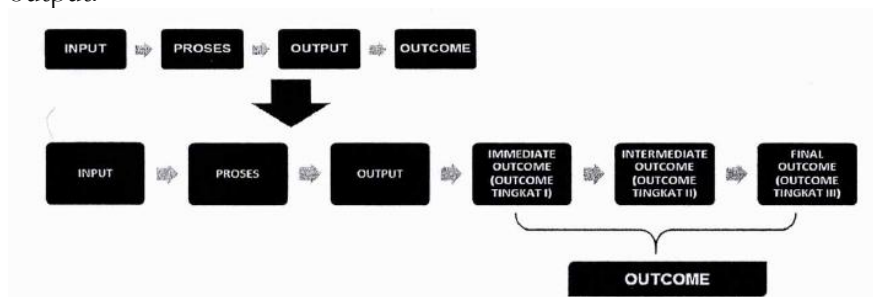 output.
INPUT PROSES OUTPUT OUTCOME
INPUT
PROSES
OUTPUT
IMMEDIATE
OUTCOME
(OUTCOME
TINGKAT I)
INTERMEDIATE
OUTCOME
(OUTCOME
TINGKAT II)
FINAL
OUTCOME
(OUTCOME
TINGKAT III)
OUTCOME